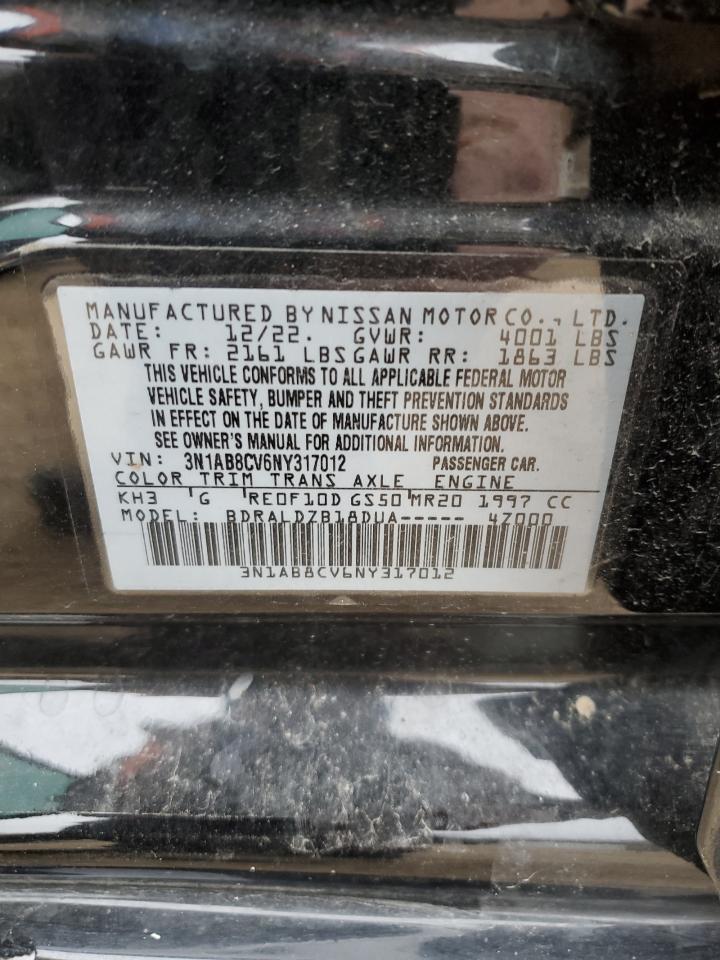 MANUFACTURED BY NISSAN MOTOR CO., LTD.
DATE: 12/22. GVWR: 4001 LBS
GAWR FR: 2161 LBS GAWR RR: 1863 LBS
THIS VEHICLE CONFORMS TO ALL APPLICABLE FEDERAL MOTOR
VEHICLE SAFETY, BUMPER AND THEFT PREVENTION STANDARDS
IN EFFECT ON THE DATE OF MANUFACTURE SHOWN ABOVE.
SEE OWNER'S MANUAL FOR ADDITIONAL INFORMATION.
VIN: 3N1AB8CV6NY317012 PASSENGER CAR.
COLOR TRIM TRANS AXLE ENGINE
KH3 G RE0F10D GS50 MR20 1997 CC
MODEL: BDRALDZB18DUA----- 4Z000
3N1AB8CV6NY317012